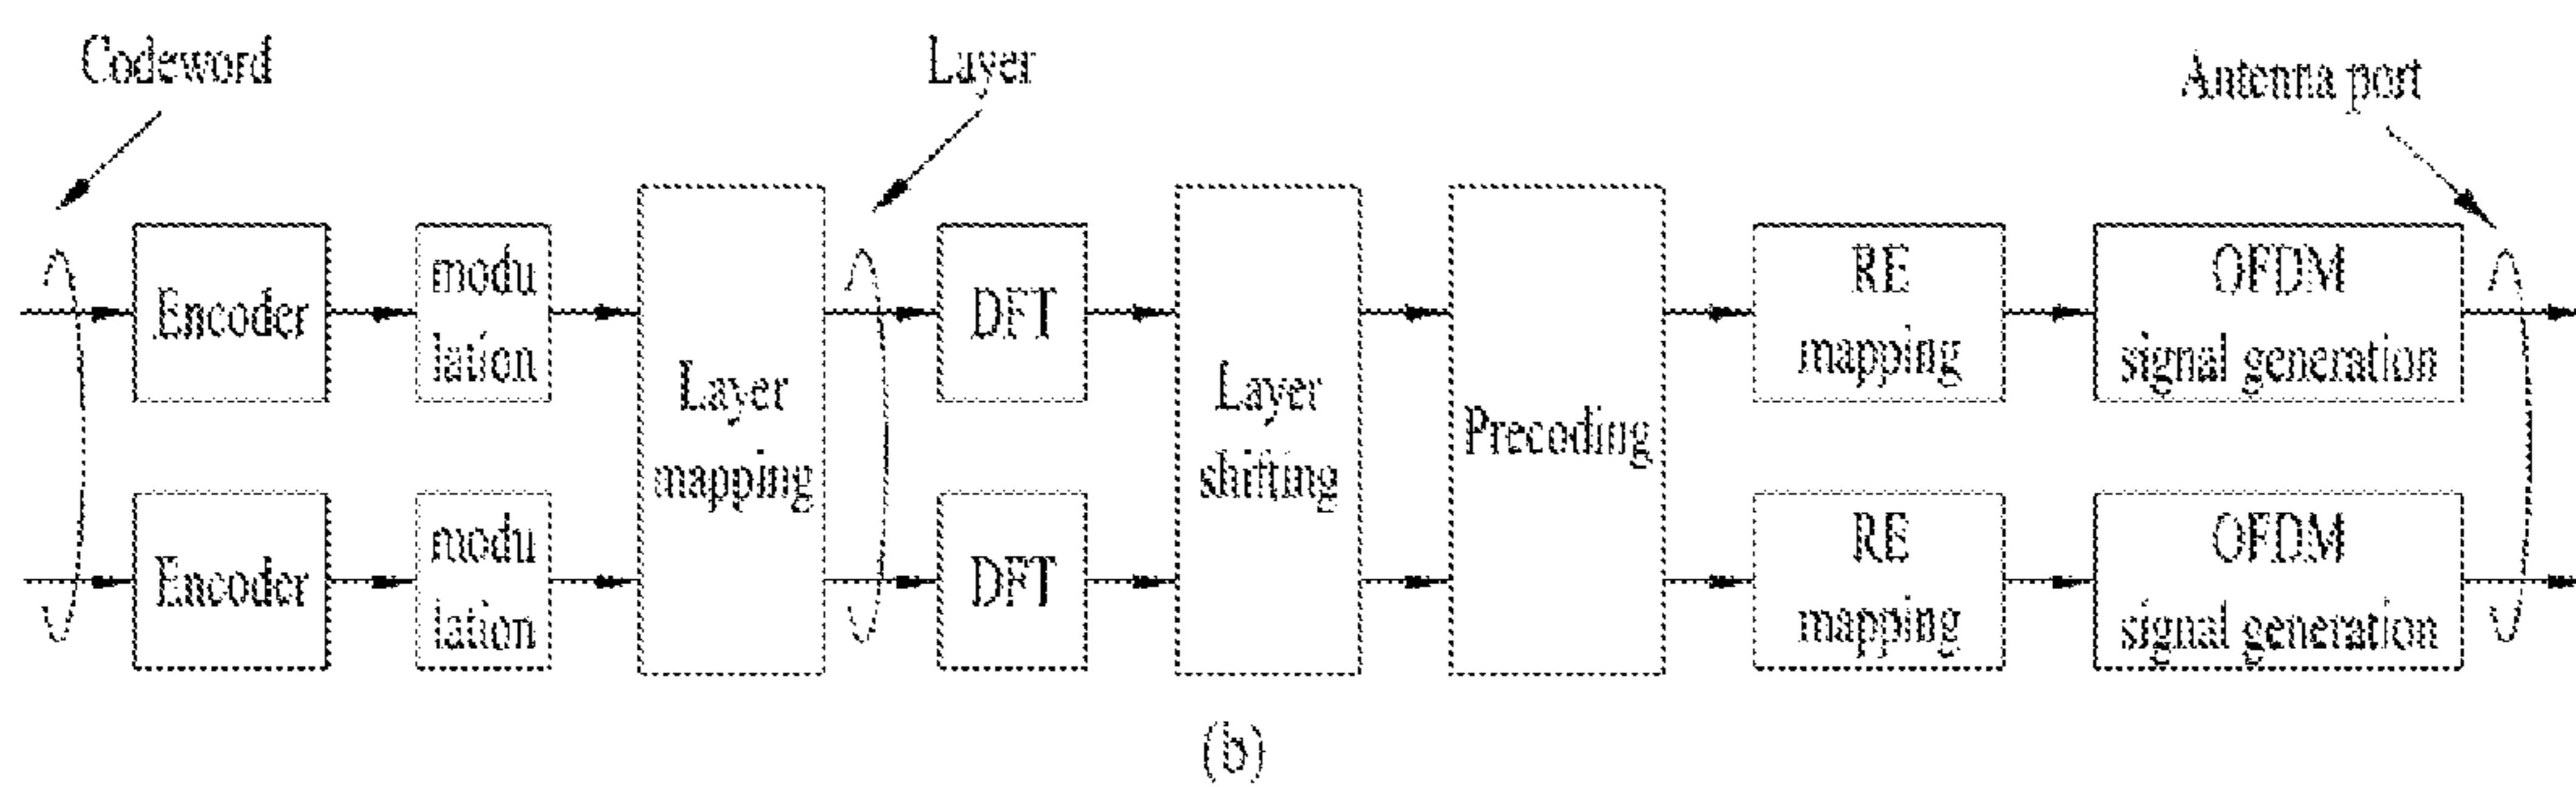 Codeword
Layer
Antenna port
Encoder
modu
lation
Layer
mapping
DFT
Layer
shifting
Precoding
RE
mapping
OFDM
signal generation
Encoder
modu
lation
DFT
RE
mapping
OFDM
signal generation
(b)